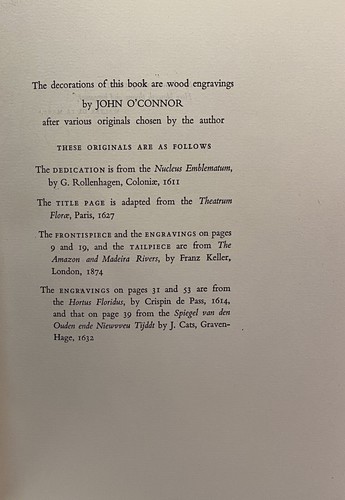 The decorations of this book are wood engravings
by JOHN O'CONNOR
after various originals chosen by the author
THESE ORIGINALS ARE AS FOLLOWS
The DEDICATION is from the Nucleus Emblematum,
by G. Rollenhagen, Coloniæ, 1611
The TITLE PAGE is adapted from the Theatrum
Floræ, Paris, 1627
The FRONTISPIECE and the ENGRAVINGS on pages
9 and 19, and the TAILPIECE are from The
Amazon and Madeira Rivers, by Franz Keller,
London, 1874
The ENGRAVINGS on pages 31 and 53 are from
the Hortus Floridus, by Crispin de Pass, 1614,
and that on page 39 from the Spiegel van den
Ouden ende Niewoveu Tijddt by J. Cats, Graven-
Hage, 1632